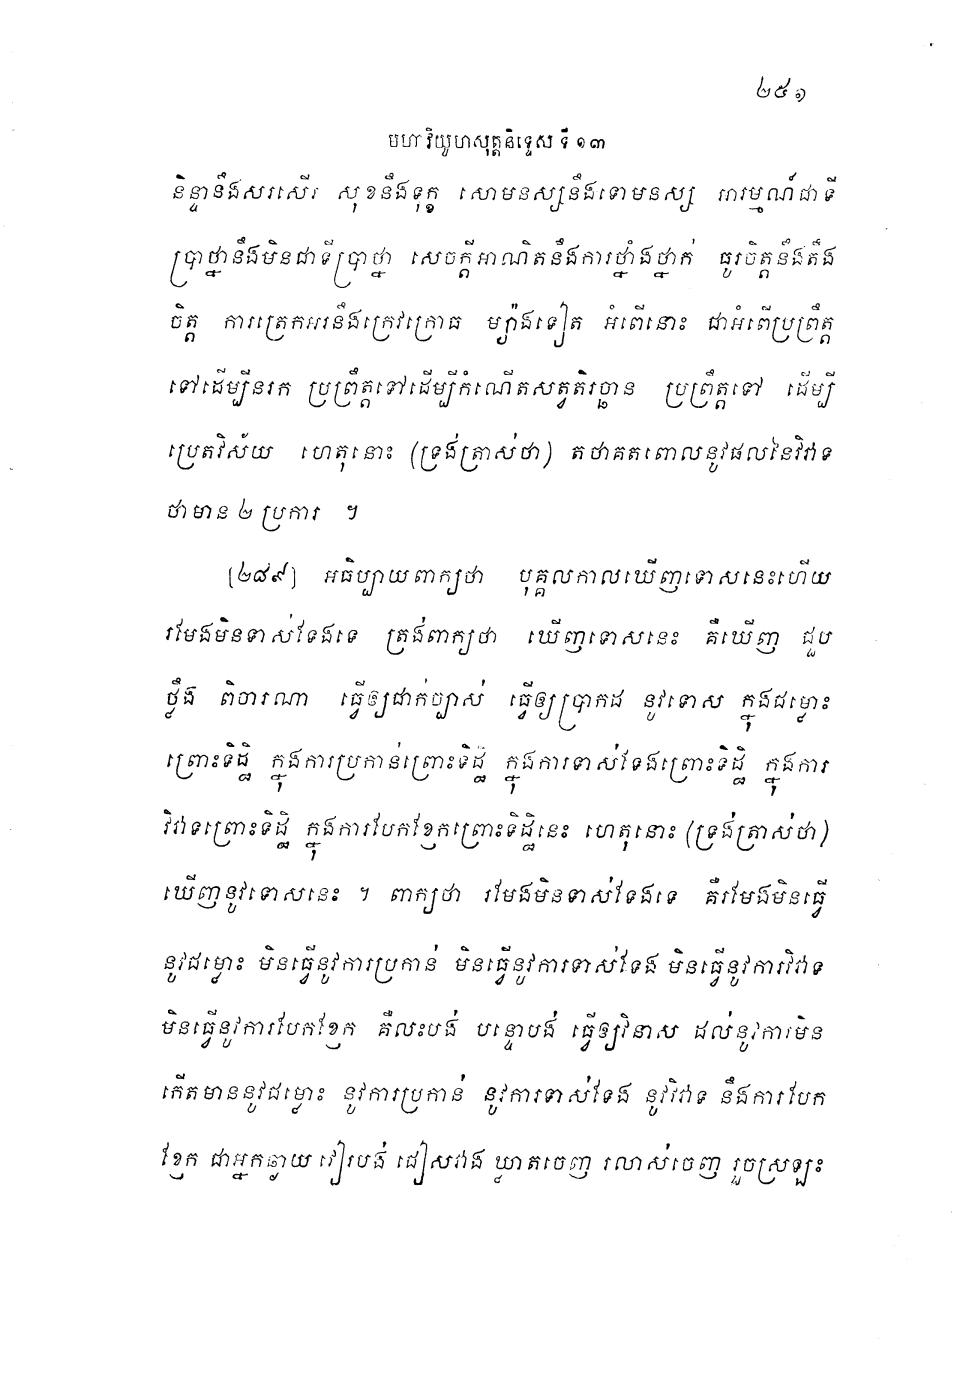 ២៥១
មហាវិយូហសុត្តនិទ្ទេស ទី ១៣
និន្ទានឹងសរសើរ សុខនឹងទុក្ខ សោមនស្សនឹងទោមនស្ស អារម្មណ៍ជាទី
ប្រាថ្នានឹងមិនជាទីប្រាថ្នា សេចក្តីអាណិតនឹងការថ្នាំងថ្នាក់ ធូរចិត្តនឹងតឹង
ចិត្ត ការត្រេកអរនឹងក្រេវក្រោធ ម្យ៉ាងទៀត អំពើនោះ ជាអំពើប្រព្រឹត្ត
ទៅដើម្បីនរក ប្រព្រឹត្តទៅដើម្បីកំណើតសត្វតិរច្ឆាន ប្រព្រឹត្តទៅ ដើម្បី
ប្រេតវិស័យ ហេតុនោះ (ទ្រង់ត្រាស់ថា) តថាគតពោលនូវផលនៃវិវាទ
ថាមាន ២ ប្រការ ។
[២៨៩] អធិប្បាយពាក្យថា បុគ្គលកាលឃើញទោសនេះហើយ
រមែងមិនទាស់ទែងទេ ត្រង់ពាក្យថា ឃើញទោសនេះ គឺឃើញ ជួប
ថ្លឹង ពិចារណា ធ្វើឲ្យជាក់ច្បាស់ ធ្វើឲ្យប្រាកដ នូវទោស ក្នុងជម្លោះ
ព្រោះទិដ្ឋិ ក្នុងការប្រកាន់ព្រោះទិដ្ឋិ ក្នុងការទាស់ទែងព្រោះទិដ្ឋិ ក្នុងការ
វិវាទព្រោះទិដ្ឋិ ក្នុងការបែកខ្ញែកព្រោះទិដ្ឋិនេះ ហេតុនោះ (ទ្រង់ត្រាស់ថា)
ឃើញនូវទោសនេះ ។ ពាក្យថា រមែងមិនទាស់ទែងទេ គឺរមែងមិនធ្វើ
នូវជម្លោះ មិនធ្វើនូវការប្រកាន់ មិនធ្វើនូវការទាស់ទែង មិនធ្វើនូវការវិវាទ
មិនធ្វើនូវការបែកខ្ញែក គឺលះបង់ បន្ទោបង់ ធ្វើឲ្យវិនាស ដល់នូវការមិន
កើតមាននូវជម្លោះ នូវការប្រកាន់ នូវការទាស់ទែង នូវវិវាទ នឹងការបែក
ខ្ញែក ជាអ្នកឆ្ងាយ វៀរបង់ ជៀសវាង ឃ្លាតចេញ រលាស់ចេញ រួចស្រឡះ